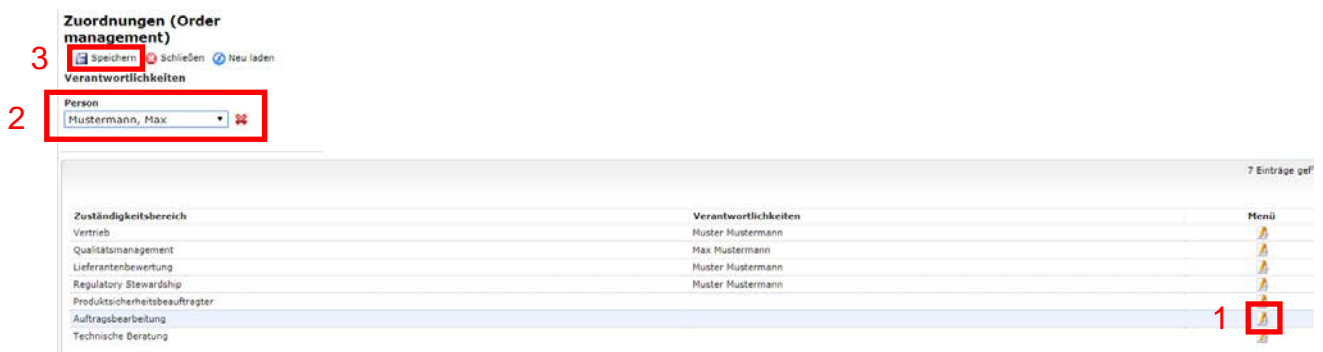 Zuordnungen (Order
management)
3 Speichern Schließen Neu laden
Verantwortlichkeiten
Person
2 Mustermann, Max
7 Einträge gef
Zuständigkeitsbereich Verantwortlichkeiten Menü
Vertrieb Muster Mustermann
Qualitätsmanagement Max Mustermann
Lieferantenbewertung Muster Mustermann
Regulatory Stewardship Muster Mustermann
Produktsicherheitsbeauftragter
Auftragsbearbeitung 1
Technische Beratung